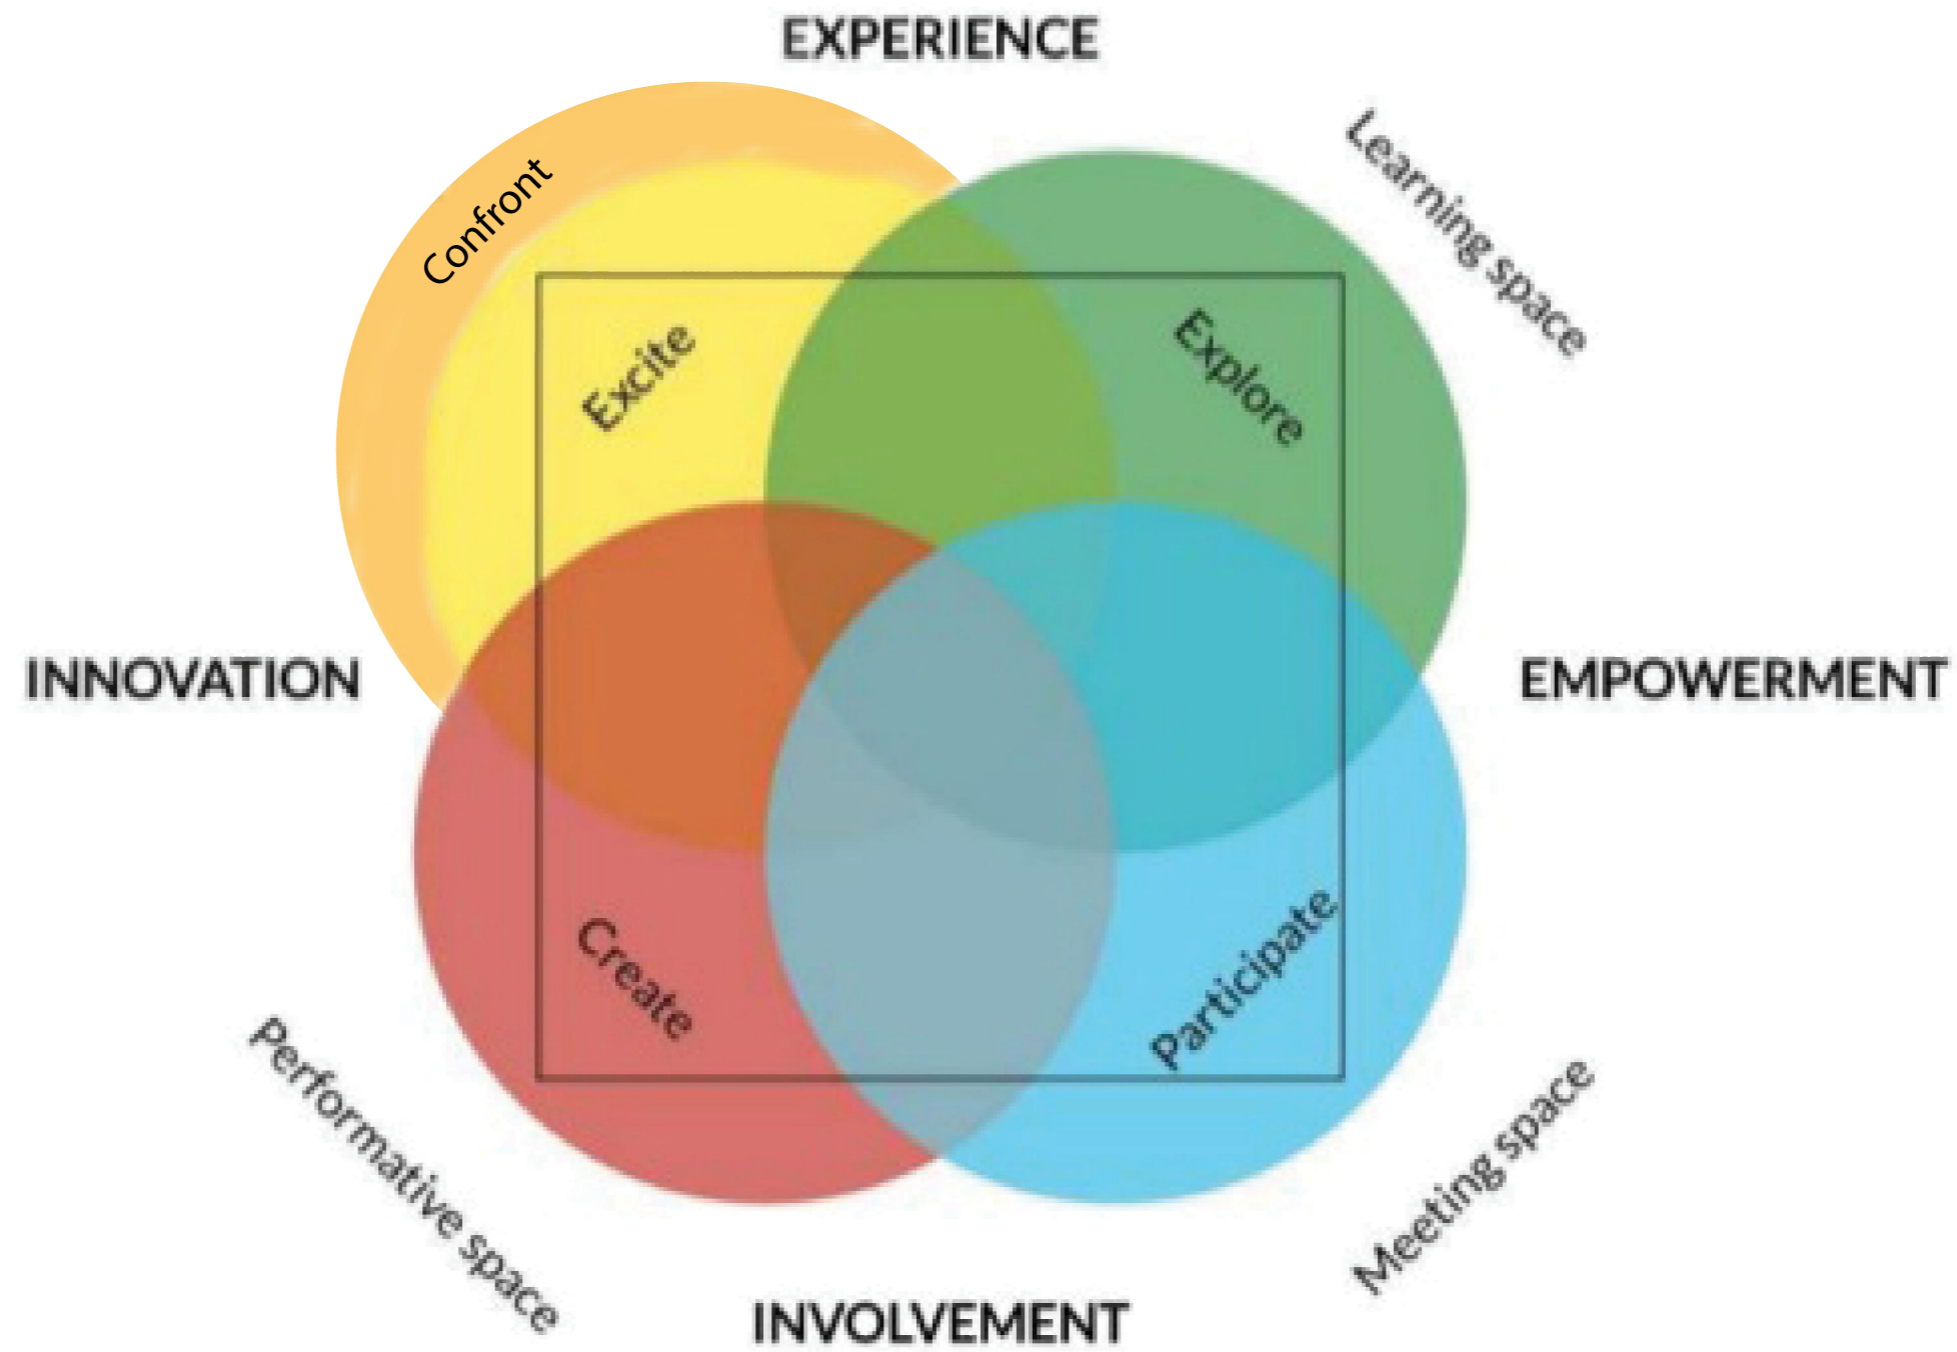 EXPERIENCE
Learning space
Confront
Excite
Explore
INNOVATION
EMPOWERMENT
Create
Participate
Performative space
Meeting space
INVOLVEMENT